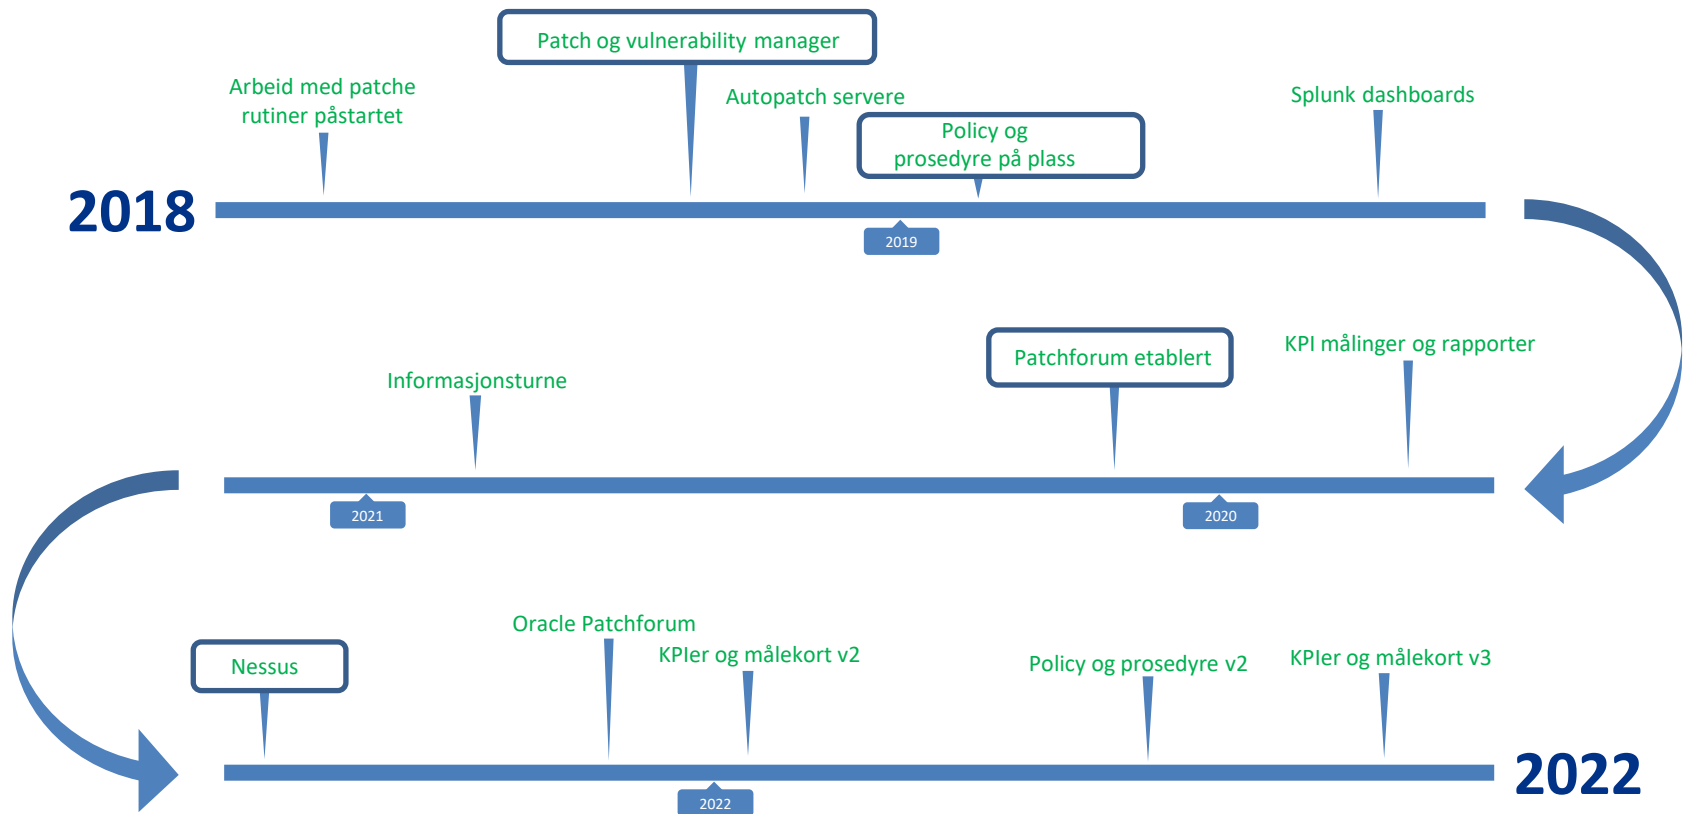 Patch og vulnerability manager
Arbeid med patche
rutiner påstartet
Autopatch servere
Policy og
prosedyre på plass
Splunk dashboards
2018
2019
Informasjonsturne
Patchforum etablert
KPI målinger og rapporter
2021
2020
Nessus
Oracle Patchforum
KPIer og målekort v2
Policy og prosedyre v2
KPIer og målekort v3
2022
2022